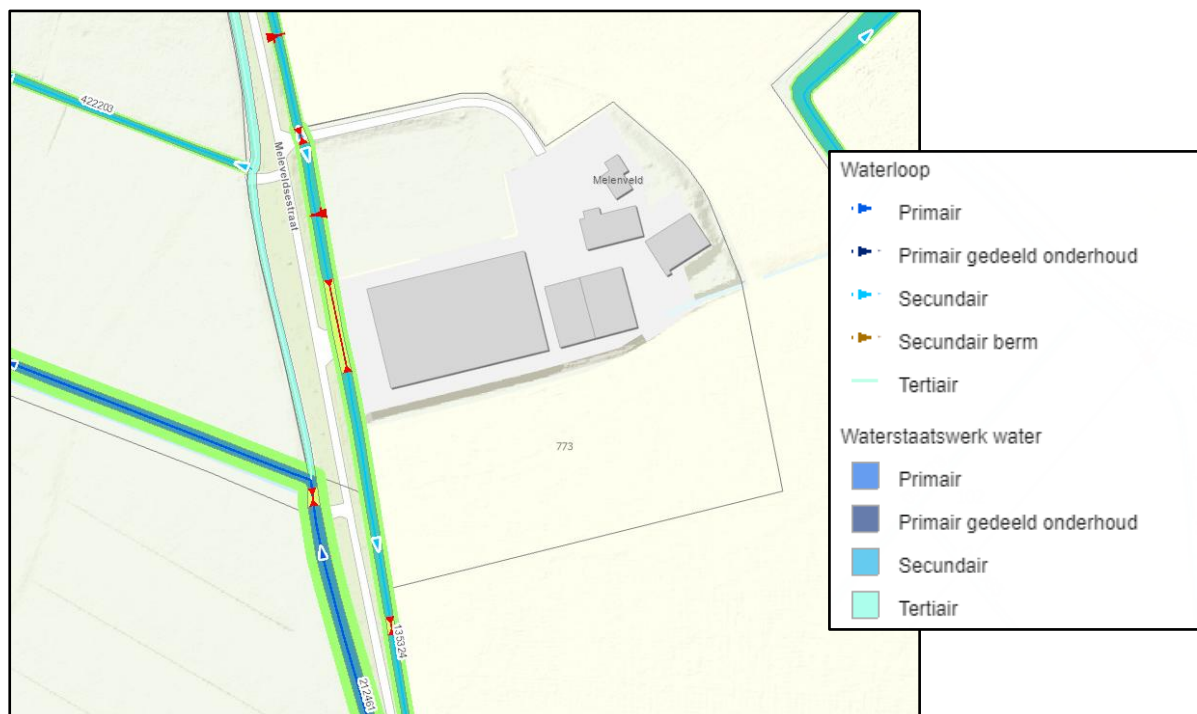 422203
Meleveldsestraat
Melenveld
773
135324
212461
Waterloop
Primair
Primair gedeeld onderhoud
Secundair
Secundair berm
Tertiair
Waterstaatswerk water
Primair
Primair gedeeld onderhoud
Secundair
Tertiair